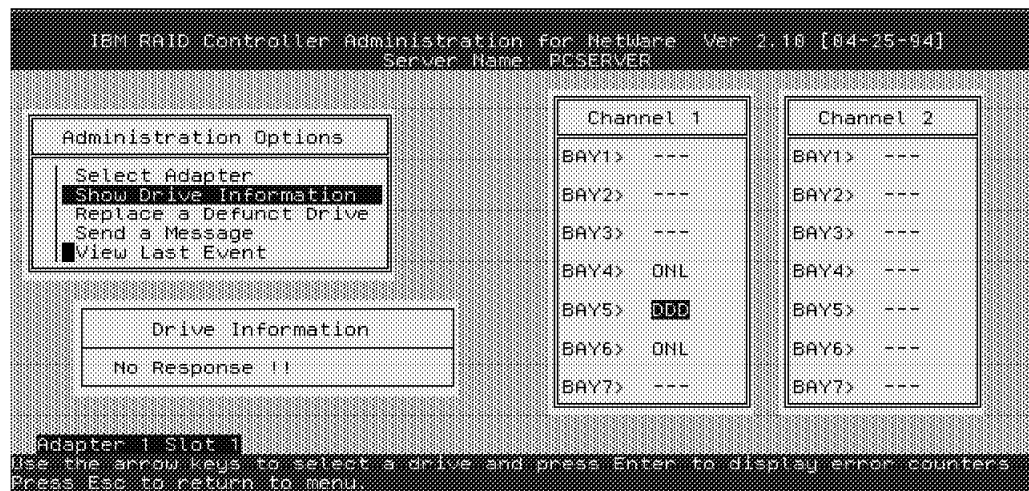 IBM RAID Controller Administration for NetWare Ver 2.10 [04-25-94]
Server Name: PCSERVER
Administration Options
Select Adapter
Show Drive Information
Replace a Defunct Drive
Send a Message
View Last Event
Drive Information
No Response !!
Channel 1
BAY1> ---
BAY2> ---
BAY3> ---
BAY4> ONL
BAY5> DDD
BAY6> ONL
BAY7> ---
Channel 2
BAY1> ---
BAY2> ---
BAY3> ---
BAY4> ---
BAY5> ---
BAY6> ---
BAY7> ---
Adapter 1 Slot 1
Use the arrow keys to select a drive and press Enter to display error counters
Press Esc to return to menu.